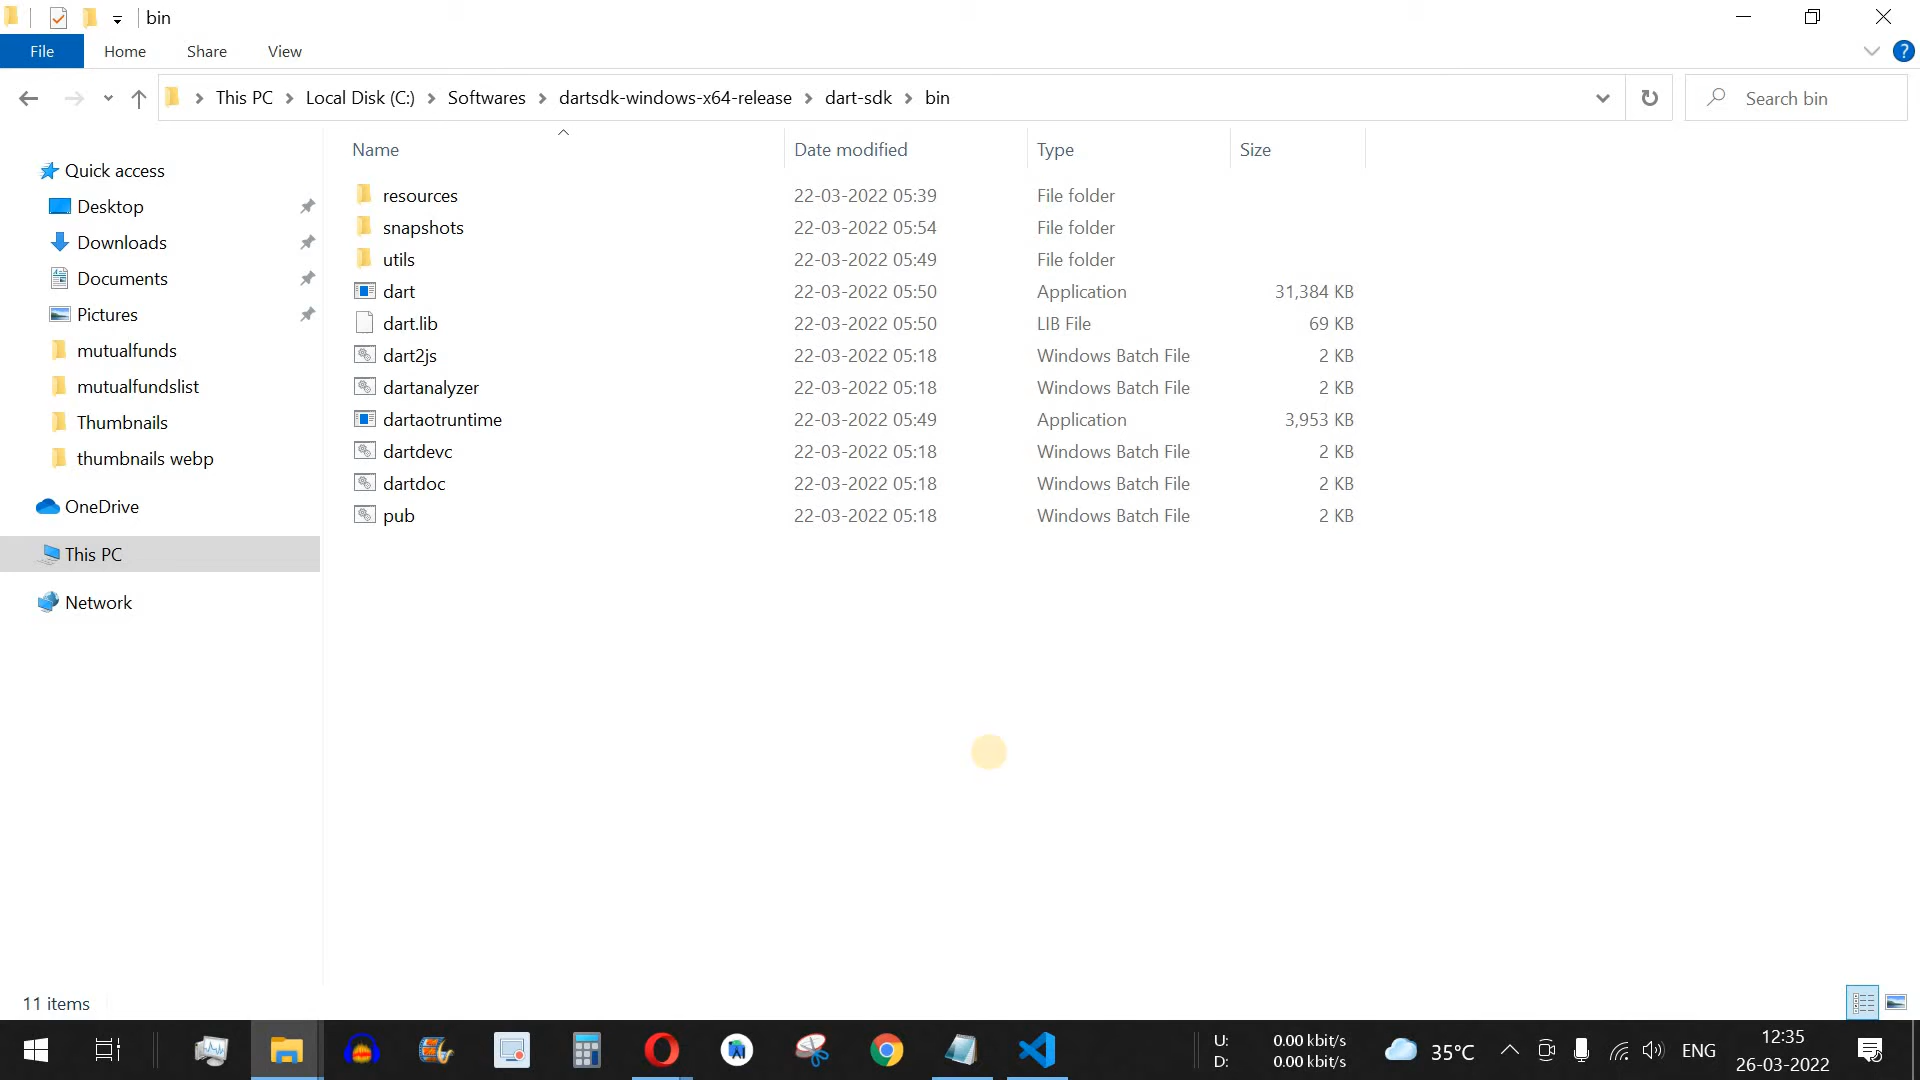 bin
File Home Share View
This PC Local Disk (C:) Softwares dartsdk-windows-x64-release dart-sdk bin
Search bin
Name Date modified Type Size
Quick access
Desktop
Downloads
Documents
Pictures
mutualfunds
mutualfundslist
Thumbnails
thumbnails webp
OneDrive
This PC
Network
resources 22-03-2022 05:39 File folder
snapshots 22-03-2022 05:54 File folder
utils 22-03-2022 05:49 File folder
dart 22-03-2022 05:50 Application 31,384 KB
dart.lib 22-03-2022 05:50 LIB File 69 KB
dart2js 22-03-2022 05:18 Windows Batch File 2 KB
dartanalyzer 22-03-2022 05:18 Windows Batch File 2 KB
dartaotruntime 22-03-2022 05:49 Application 3,953 KB
dartdevc 22-03-2022 05:18 Windows Batch File 2 KB
dartdoc 22-03-2022 05:18 Windows Batch File 2 KB
pub 22-03-2022 05:18 Windows Batch File 2 KB
11 items
U: 0.00 kbit/s
D: 0.00 kbit/s
35°C
ENG
12:35
26-03-2022